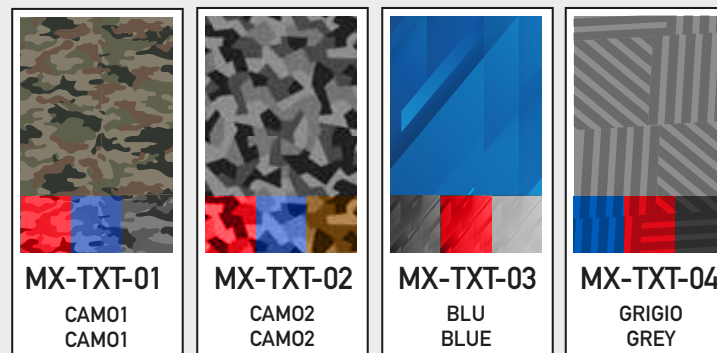 MX-TXT-01
CAMO1
CAMO1
MX-TXT-02
CAMO2
CAMO2
MX-TXT-03
BLU
BLUE
MX-TXT-04
GRIGIO
GREY